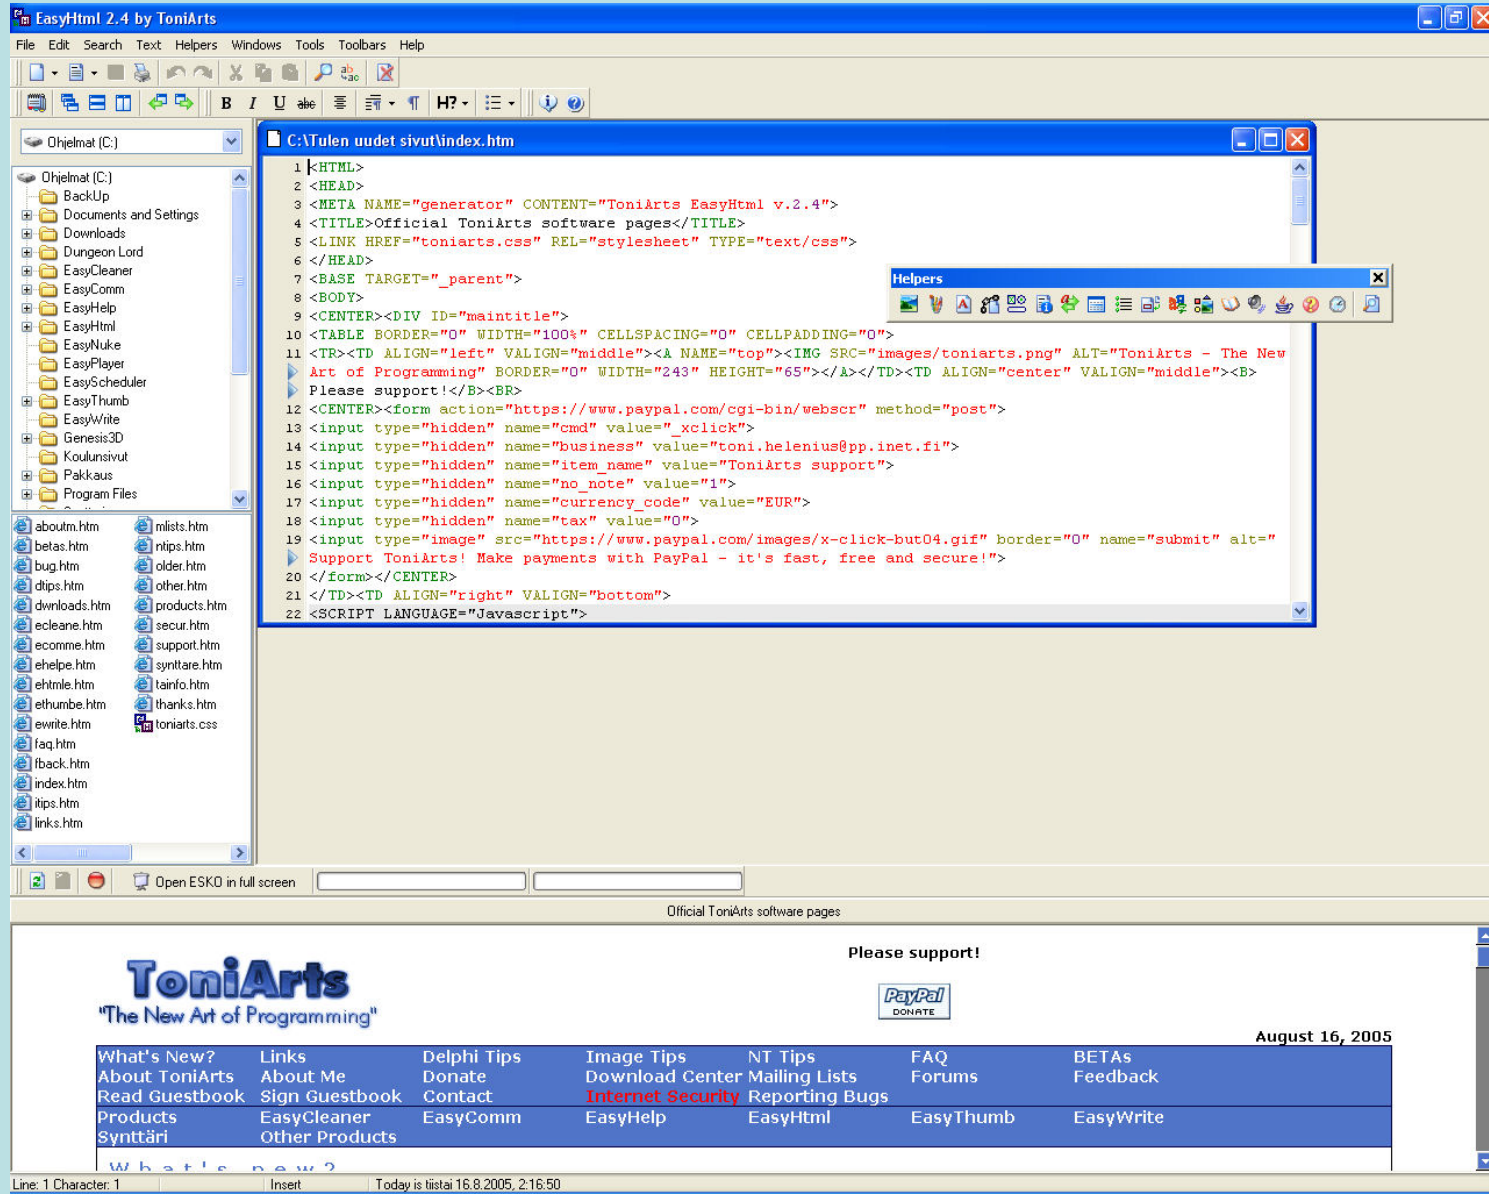 EasyHtml 2.4 by ToniArts
File Edit Search Text Helpers Windows Tools Toolbars Help
B I U abc H?
Ohjelmat (C:)
Ohjelmat (C:)
BackUp
Documents and Settings
Downloads
Dungeon Lord
EasyCleaner
EasyComm
EasyHelp
EasyHtml
EasyNuke
EasyPlayer
EasyScheduler
EasyThumb
EasyWrite
Genesis3D
Koulunsivut
Pakkaus
Program Files
aboutm.htm
betas.htm
bug.htm
dtips.htm
dwnloads.htm
ecleane.htm
ecomme.htm
ehelpe.htm
ehtmle.htm
ethumbe.htm
ewrite.htm
faq.htm
fback.htm
index.htm
itips.htm
links.htm
mlists.htm
ntips.htm
older.htm
other.htm
products.htm
secur.htm
support.htm
synttare.htm
tainfo.htm
thanks.htm
toniarts.css
C:\Tulen uudet sivut\index.htm
1 <HTML>
2 <HEAD>
3 <META NAME="generator" CONTENT="ToniArts EasyHtml v.2.4">
4 <TITLE>Official ToniArts software pages</TITLE>
5 <LINK HREF="toniarts.css" REL="stylesheet" TYPE="text/css">
6 </HEAD>
7 <BASE TARGET="_parent">
8 <BODY>
9 <CENTER><DIV ID="maintitle">
10 <TABLE BORDER="0" WIDTH="100%" CELLSPACING="0" CELLPADDING="0">
11 <TR><TD ALIGN="left" VALIGN="middle"><A NAME="top"><IMG SRC="images/toniarts.png" ALT="ToniArts - The New
Art of Programming" BORDER="0" WIDTH="243" HEIGHT="65"></A></TD><TD ALIGN="center" VALIGN="middle"><B>
Please support!</B><BR>
12 <CENTER><form action="https://www.paypal.com/cgi-bin/webscr" method="post">
13 <input type="hidden" name="cmd" value="_xclick">
14 <input type="hidden" name="business" value="toni.helenius@pp.inet.fi">
15 <input type="hidden" name="item_name" value="ToniArts support">
16 <input type="hidden" name="no_note" value="1">
17 <input type="hidden" name="currency_code" value="EUR">
18 <input type="hidden" name="tax" value="0">
19 <input type="image" src="https://www.paypal.com/images/x-click-but04.gif" border="0" name="submit" alt="
Support ToniArts! Make payments with PayPal - it's fast, free and secure!">
20 </form></CENTER>
21 </TD><TD ALIGN="right" VALIGN="bottom">
22 <SCRIPT LANGUAGE="Javascript">
Helpers
Open ESKO in full screen
Official ToniArts software pages
ToniArts
"The New Art of Programming"
Please support!
PayPal
DONATE
August 16, 2005
What's New? Links Delphi Tips Image Tips NT Tips FAQ BETAs
About ToniArts About Me Donate Download Center Mailing Lists Forums Feedback
Read Guestbook Sign Guestbook Contact Internet Security Reporting Bugs
Products EasyCleaner EasyComm EasyHelp EasyHtml EasyThumb EasyWrite
Synttäri Other Products
What's new?
Line: 1 Character: 1 Insert Today is tiistai 16.8.2005, 2:16:50